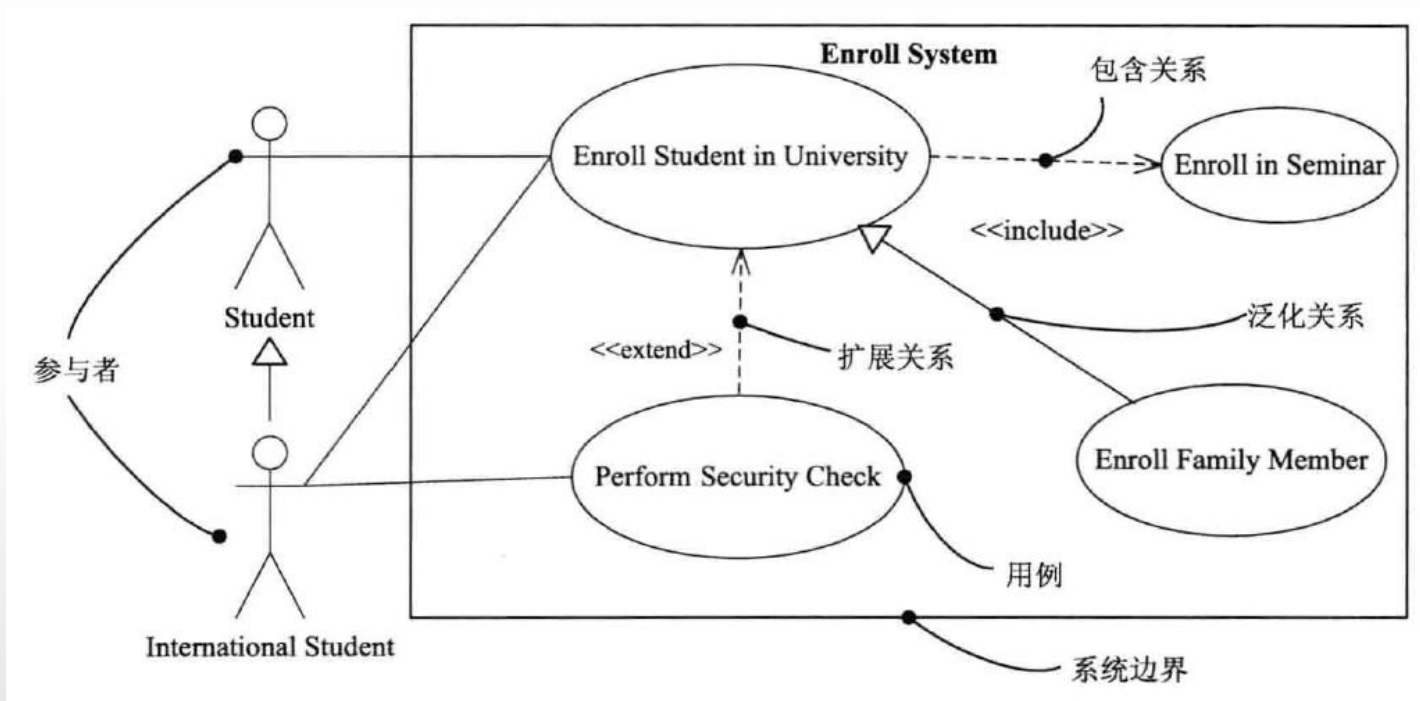 Enroll System
包含关系
Enroll Student in University
Enroll in Seminar
<<include>>
Student
泛化关系
<<extend>>
扩展关系
参与者
Enroll Family Member
Perform Security Check
用例
International Student
系统边界